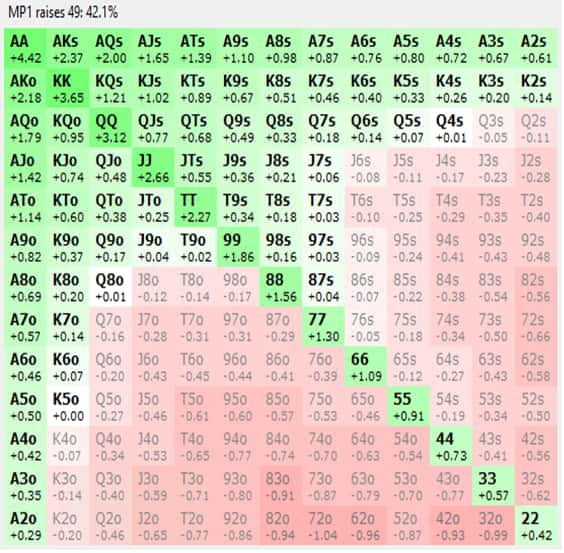 MP1 raises 49: 42.1%
AA AKs AQs AJs ATs A9s A8s A7s A6s A5s A4s A3s A2s
+4.42 +2.37 +2.00 +1.65 +1.39 +1.10 +0.98 +0.87 +0.76 +0.80 +0.72 +0.67 +0.61
AKo KK KQs KJs KTs K9s K8s K7s K6s K5s K4s K3s K2s
+2.18 +3.65 +1.21 +1.02 +0.89 +0.67 +0.51 +0.46 +0.40 +0.33 +0.26 +0.20 +0.14
AQo KQo QQ QJs QTs Q9s Q8s Q7s Q6s Q5s Q4s Q3s Q2s
+1.79 +0.95 +3.12 +0.77 +0.68 +0.49 +0.33 +0.18 +0.14 +0.07 +0.01 -0.05 -0.11
AJo KJo QJo JJ JTs J9s J8s J7s J6s J5s J4s J3s J2s
+1.42 +0.74 +0.48 +2.66 +0.55 +0.36 +0.21 +0.06 -0.08 -0.11 -0.17 -0.23 -0.28
ATo KTo QTo JTo TT T9s T8s T7s T6s T5s T4s T3s T2s
+1.14 +0.60 +0.38 +0.25 +2.27 +0.34 +0.18 +0.03 -0.10 -0.25 -0.29 -0.35 -0.40
A9o K9o Q9o J9o T9o 99 98s 97s 96s 95s 94s 93s 92s
+0.82 +0.37 +0.17 +0.04 +0.02 +1.86 +0.16 +0.03 -0.09 -0.24 -0.41 -0.43 -0.48
A8o K8o Q8o J8o T8o 98o 88 87s 86s 85s 84s 83s 82s
+0.69 +0.20 +0.01 -0.12 -0.14 -0.17 +1.56 +0.04 -0.07 -0.22 -0.38 -0.54 -0.56
A7o K7o Q7o J7o T7o 97o 87o 77 76s 75s 74s 73s 72s
+0.57 +0.14 -0.16 -0.28 -0.31 -0.31 -0.29 +1.30 -0.05 -0.18 -0.34 -0.50 -0.66
A6o K6o Q6o J6o T6o 96o 86o 76o 66 65s 64s 63s 62s
+0.46 +0.07 -0.20 -0.43 -0.45 -0.44 -0.41 -0.39 +1.09 -0.12 -0.27 -0.43 -0.58
A5o K5o Q5o J5o T5o 95o 85o 75o 65o 55 54s 53s 52s
+0.50 +0.00 -0.27 -0.46 -0.61 -0.60 -0.57 -0.53 -0.46 +0.91 -0.19 -0.34 -0.50
A4o K4o Q4o J4o T4o 94o 84o 74o 64o 54o 44 43s 42s
+0.42 -0.07 -0.34 -0.53 -0.65 -0.77 -0.74 -0.70 -0.63 -0.54 +0.73 -0.41 -0.56
A3o K3o Q3o J3o T3o 93o 83o 73o 63o 53o 43o 33 32s
+0.35 -0.14 -0.40 -0.59 -0.71 -0.80 -0.91 -0.87 -0.79 -0.70 -0.77 +0.57 -0.62
A2o K2o Q2o J2o T2o 92o 82o 72o 62o 52o 42o 32o 22
+0.29 -0.20 -0.46 -0.65 -0.77 -0.86 -0.94 -1.04 -0.96 -0.87 -0.93 -0.99 +0.42